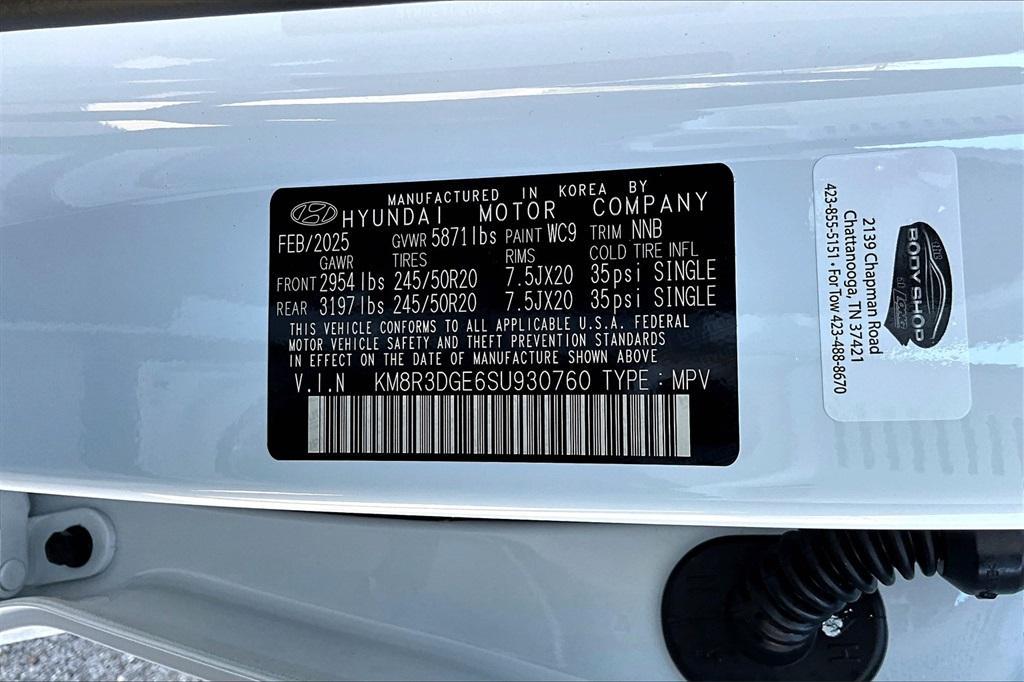 MANUFACTURED IN KOREA BY
HYUNDAI MOTOR COMPANY
FEB/2025 GVWR 5871lbs PAINT WC9 TRIM NNB
GAWR TIRES RIMS COLD TIRE INFL
FRONT 2954 lbs 245/50R20 7.5JX20 35psi SINGLE
REAR 3197 lbs 245/50R20 7.5JX20 35psi SINGLE
THIS VEHICLE CONFORMS TO ALL APPLICABLE U.S.A. FEDERAL
MOTOR VEHICLE SAFETY AND THEFT PREVENTION STANDARDS
IN EFFECT ON THE DATE OF MANUFACTURE SHOWN ABOVE
V.I.N KM8R3DGE6SU930760 TYPE : MPV
BODY SHOP
2139 Chapman Road
Chattanooga, TN 37421
423-855-5151 • For Tow 423-488-8670